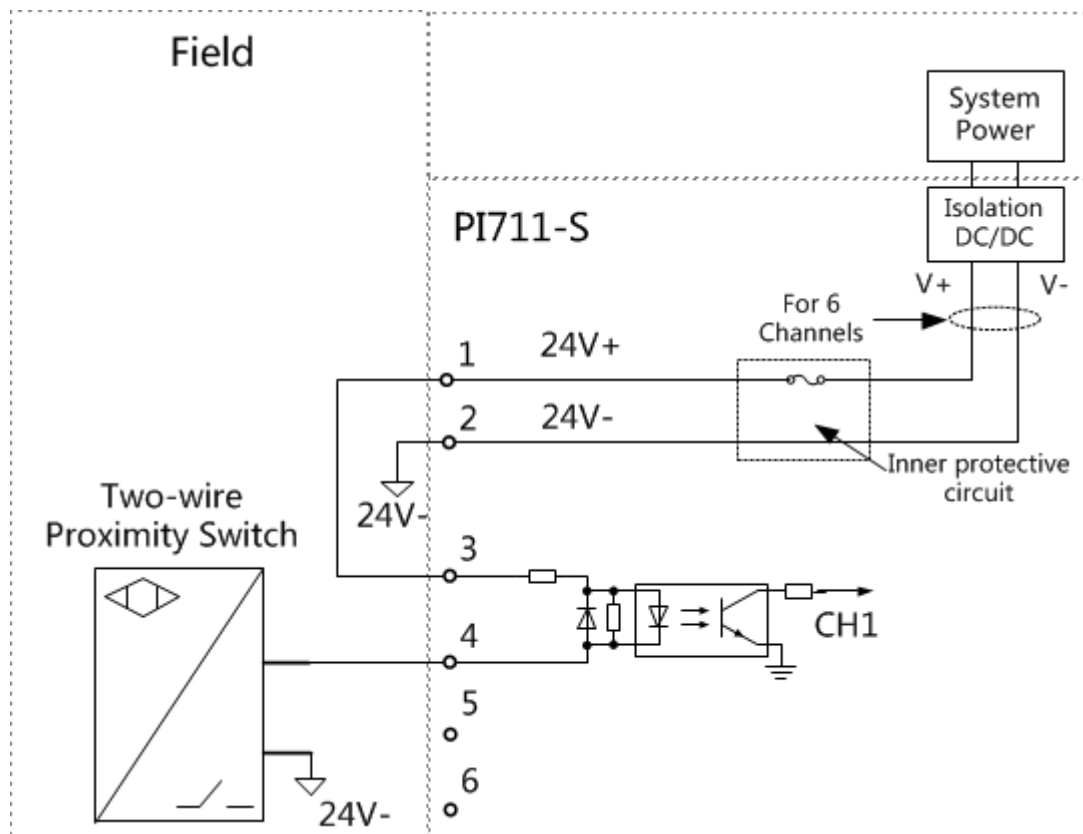 Field
System
Power
PI711-S
Isolation
DC/DC
V+
V-
For 6
Channels
1
24V+
2
24V-
Inner protective
circuit
24V-
Two-wire
Proximity Switch
3
4
CH1
5
6
24V-